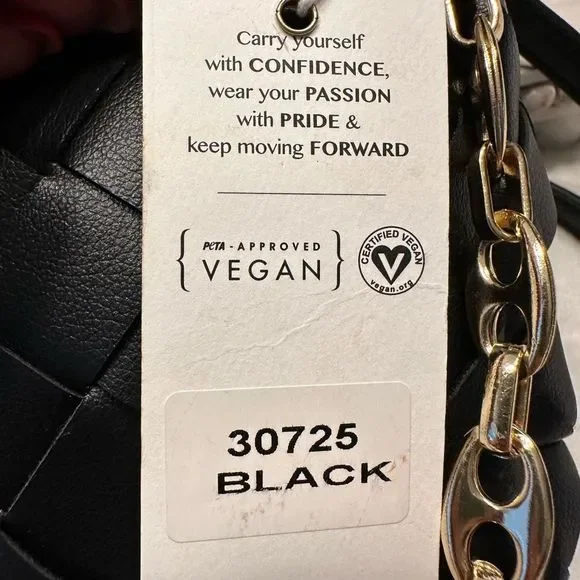 Carry yourself
with CONFIDENCE,
wear your PASSION
with PRIDE &
keep moving FORWARD
PETA - APPROVED
VEGAN
CERTIFIED VEGAN
V
vegan.org
30725
BLACK